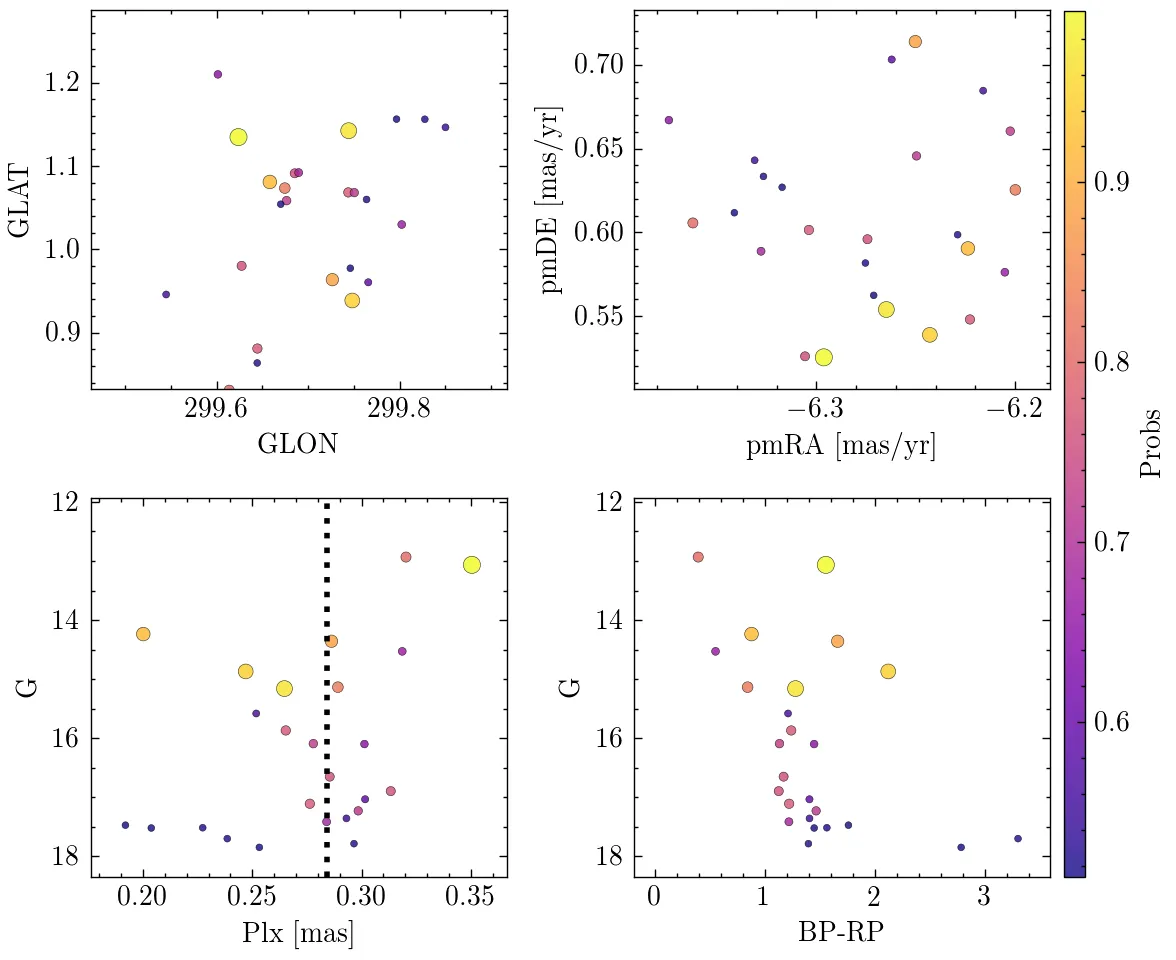 1.2
1.1
1.0
0.9
GLAT
299.6 299.8
GLON
0.70
0.65
0.60
0.55
pmDE [mas/yr]
−6.3 −6.2
pmRA [mas/yr]
12
14
16
18
G
0.20 0.25 0.30 0.35
Plx [mas]
12
14
16
18
G
0 1 2 3
BP-RP
0.9
0.8
0.7
0.6
Probs